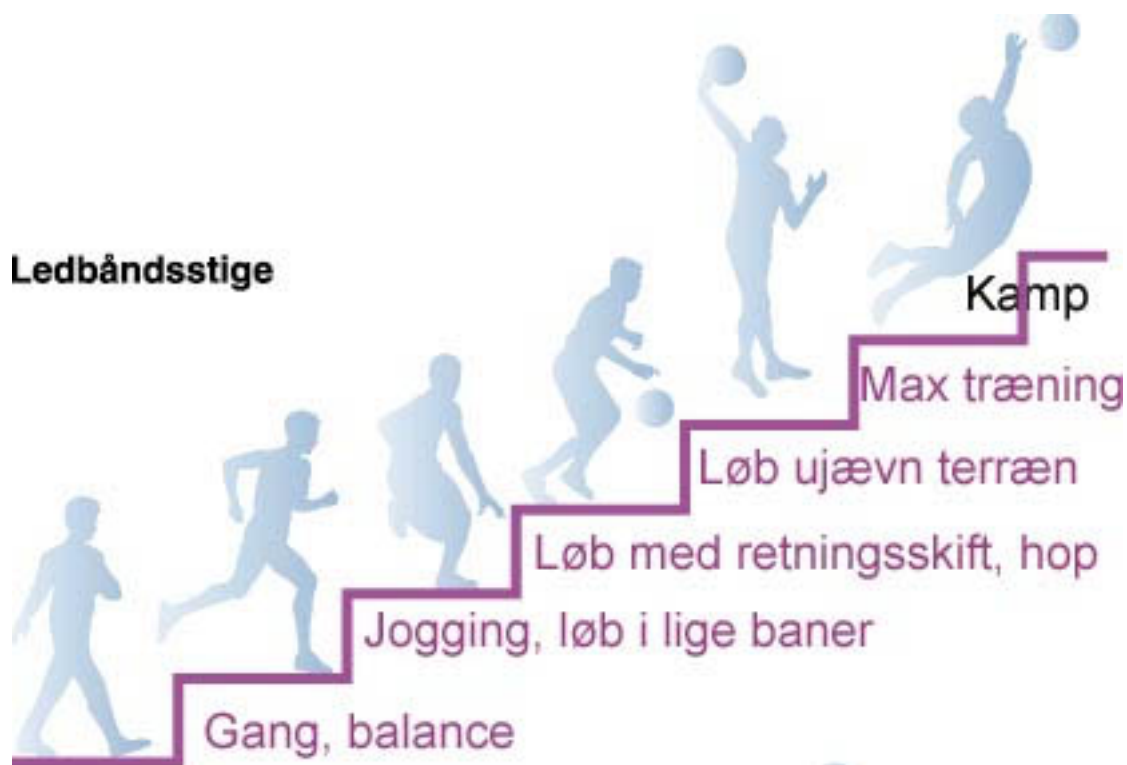 Ledbåndsstige
Kamp
Max træning
Løb ujævn terræn
Løb med retningsskift, hop
Jogging, løb i lige baner
Gang, balance